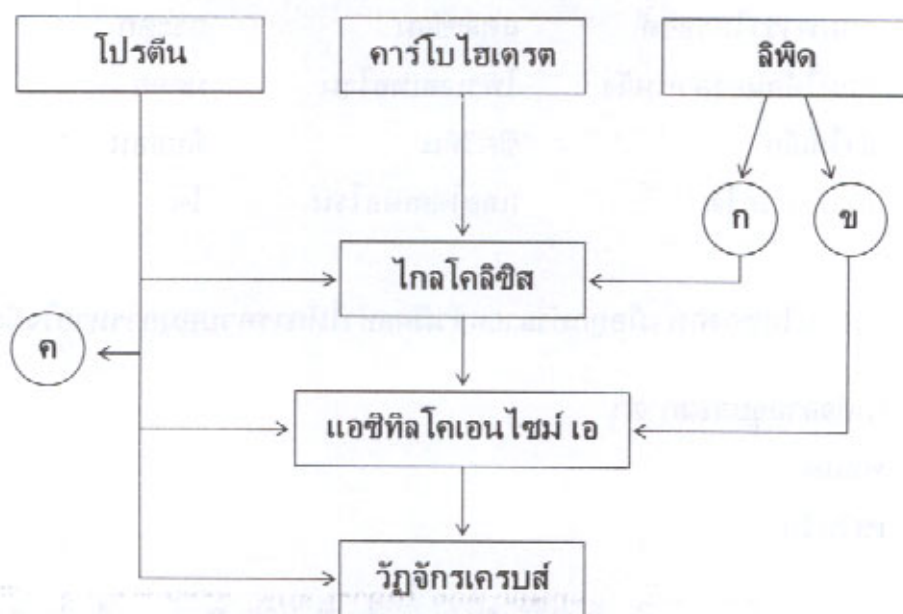 โปรตีน
คาร์โบไฮเดรต
ลิพิด
ก
ข
ไกลโคลิซิส
ค
แอซิทิลโคเอนไซม์ เอ
วัฏจักรเครบส์